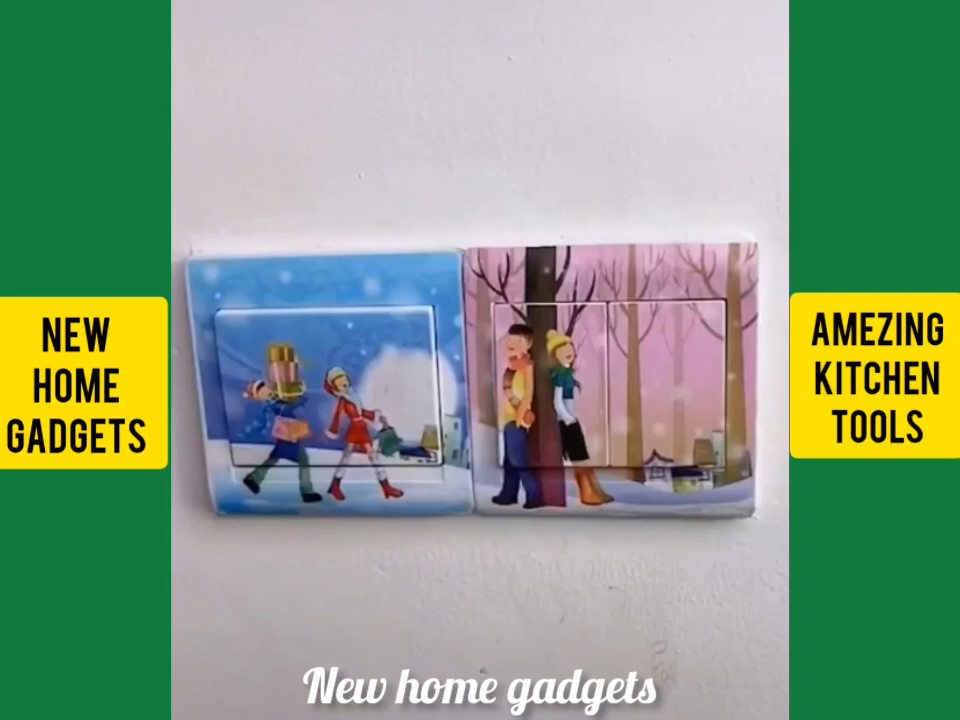 NEW
HOME
GADGETS
AMEZING
KITCHEN
TOOLS
New home gadgets